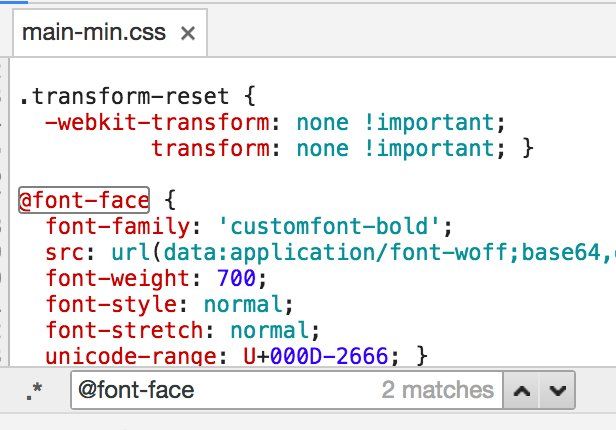 main-min.css ×
.transform-reset {
-webkit-transform: none !important;
transform: none !important; }
@font-face {
font-family: 'customfont-bold';
src: url(data:application/font-woff;base64,
font-weight: 700;
font-style: normal;
font-stretch: normal;
unicode-range: U+000D-2666; }
.* @font-face 2 matches